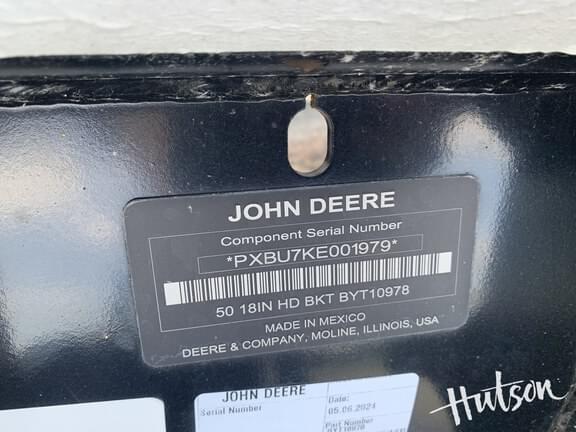 JOHN DEERE
Component Serial Number
*PXBU7KE001979*
50 18IN HD BKT BYT10978
MADE IN MEXICO
DEERE & COMPANY, MOLINE, ILLINOIS, USA
JOHN DEERE
Serial Number
Date:
05.06.2024
Part Number
BYT10978
Hutson